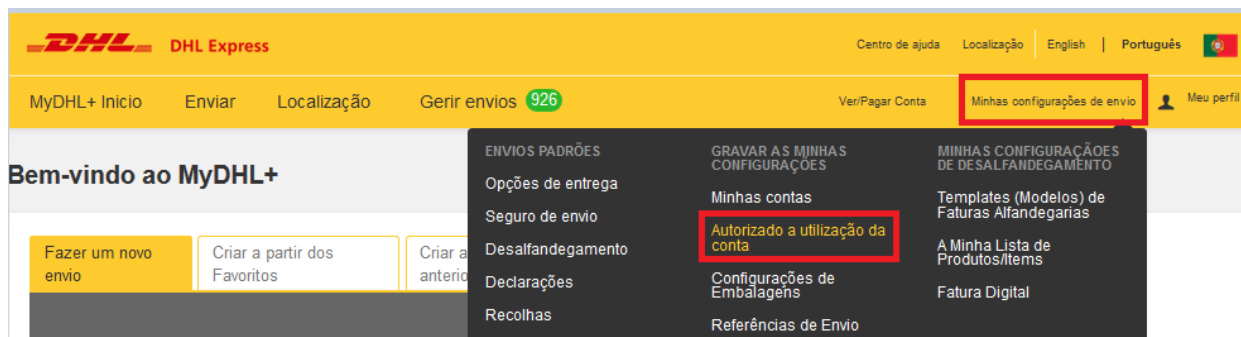 DHL DHL Express
Centro de ajuda Localização English | Português
MyDHL+ Inicio Enviar Localização Gerir envios 926 Ver/Pagar Conta Minhas configurações de envio Meu perfil
Bem-vindo ao MyDHL+
Fazer um novo
envio
Criar a partir dos
Favoritos
Criar a
anterio
ENVIOS PADRÕES
Opções de entrega
Seguro de envio
Desalfandegamento
Declarações
Recolhas
GRAVAR AS MINHAS
CONFIGURAÇÕES
Minhas contas
Autorizado a utilização da
conta
Configurações de
Embalagens
Referências de Envio
MINHAS CONFIGURAÇÃOES
DE DESALFANDEGAMENTO
Templates (Modelos) de
Faturas Alfandegarias
A Minha Lista de
Produtos/Items
Fatura Digital